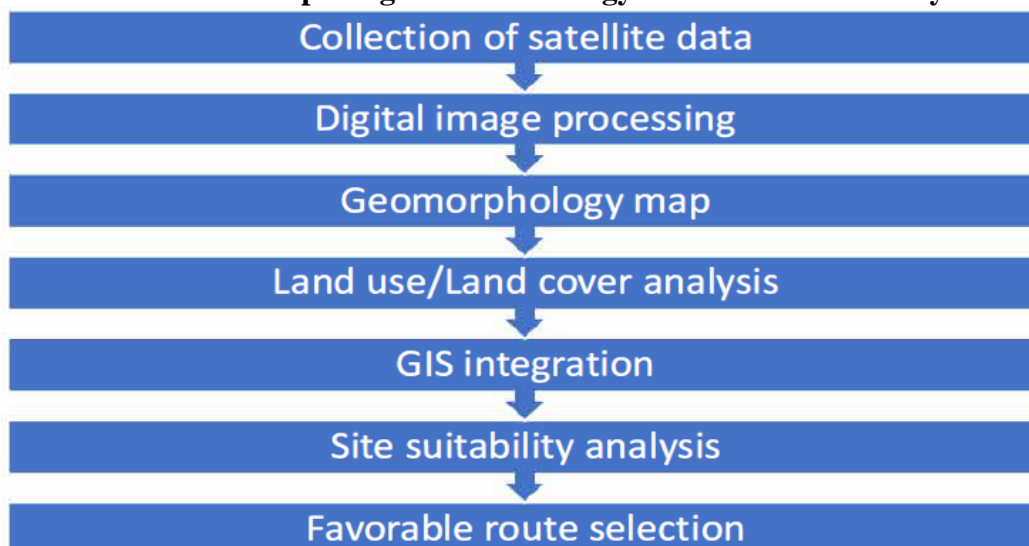 Collection of satellite data
Digital image processing
Geomorphology map
Land use/Land cover analysis
GIS integration
Site suitability analysis
Favorable route selection